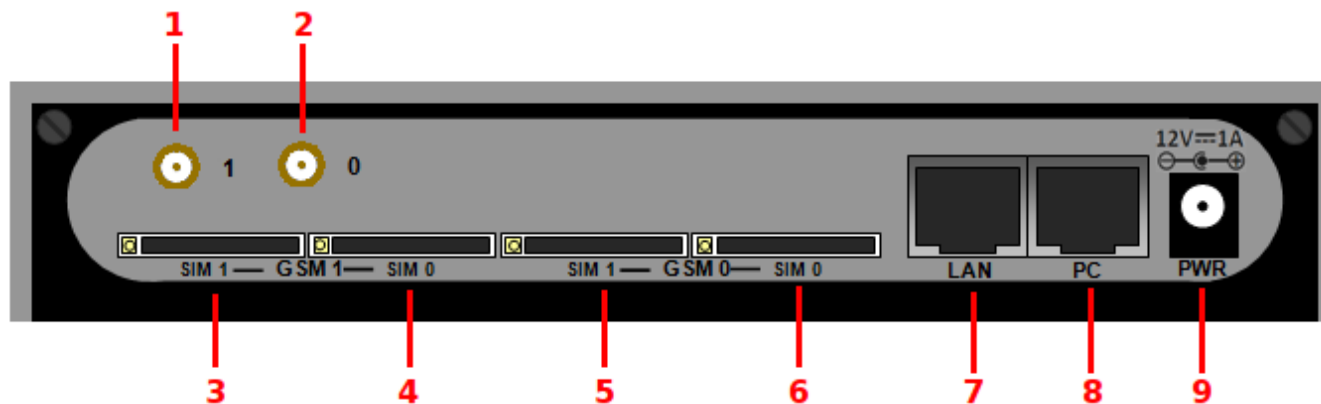 1 2
12V⎓1A
1 0
SIM 1 — GSM 1 — SIM 0 SIM 1 — GSM 0 — SIM 0 LAN PC PWR
3 4 5 6 7 8 9